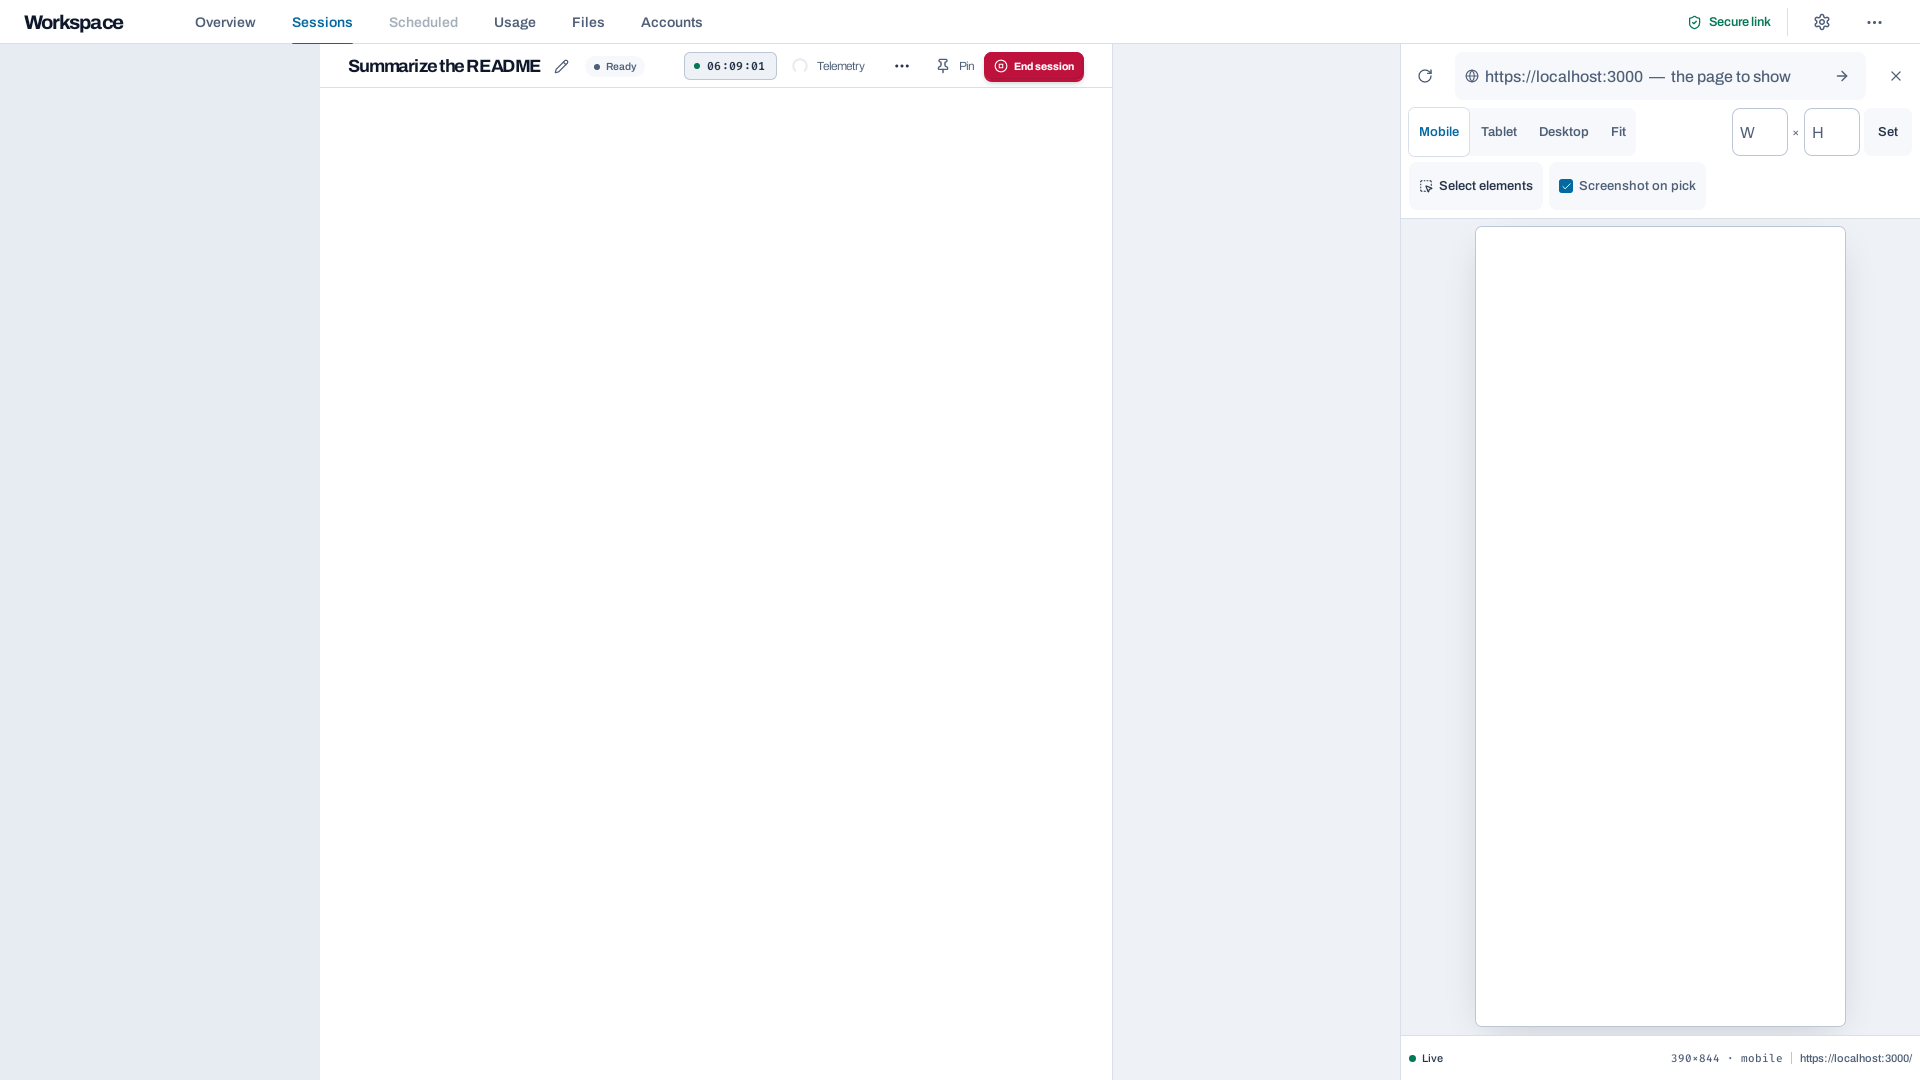 Workspace
Overview
Sessions
Scheduled
Usage
Files
Accounts
Secure link
Summarize the README
Ready
06:09:01
Telemetry
Pin
End session
https://localhost:3000 — the page to show
Mobile
Tablet
Desktop
Fit
W × H
Set
Select elements
Screenshot on pick
Live
390×844 · mobile
https://localhost:3000/